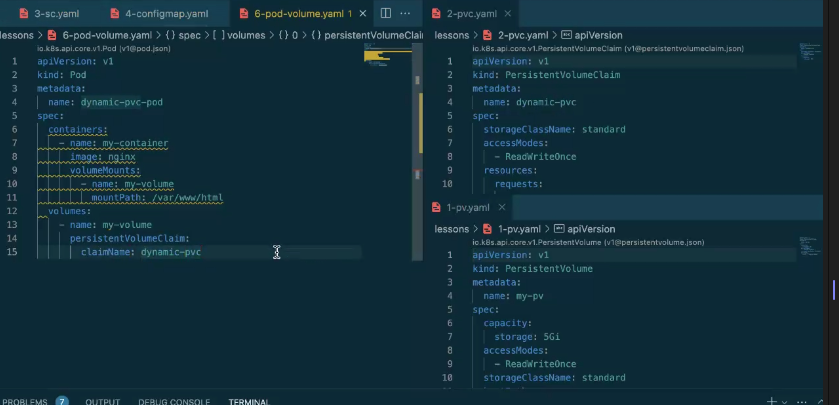 3-sc.yaml 4-configmap.yaml 6-pod-volume.yaml 1
lessons > 6-pod-volume.yaml > {} spec > [ ] volumes > {} 0 > {} persistentVolumeClai
io.k8s.api.core.v1.Pod (v1@pod.json)
1 apiVersion: v1
2 kind: Pod
3 metadata:
4 name: dynamic-pvc-pod
5 spec:
6 containers:
7 - name: my-container
8 image: nginx
9 volumeMounts:
10 - name: my-volume
11 mountPath: /var/www/html
12 volumes:
13 - name: my-volume
14 persistentVolumeClaim:
15 claimName: dynamic-pvc
2-pvc.yaml
lessons > 2-pvc.yaml > apiVersion
io.k8s.api.core.v1.PersistentVolumeClaim (v1@persistentvolumeclaim.json)
1 apiVersion: v1
2 kind: PersistentVolumeClaim
3 metadata:
4 name: dynamic-pvc
5 spec:
6 storageClassName: standard
7 accessModes:
8 - ReadWriteOnce
9 resources:
10 requests:
1-pv.yaml
lessons > 1-pv.yaml > apiVersion
io.k8s.api.core.v1.PersistentVolume (v1@persistentvolume.json)
1 apiVersion: v1
2 kind: PersistentVolume
3 metadata:
4 name: my-pv
5 spec:
6 capacity:
7 storage: 5Gi
8 accessModes:
9 - ReadWriteOnce
10 storageClassName: standard
PROBLEMS 7 OUTPUT DEBUG CONSOLE TERMINAL